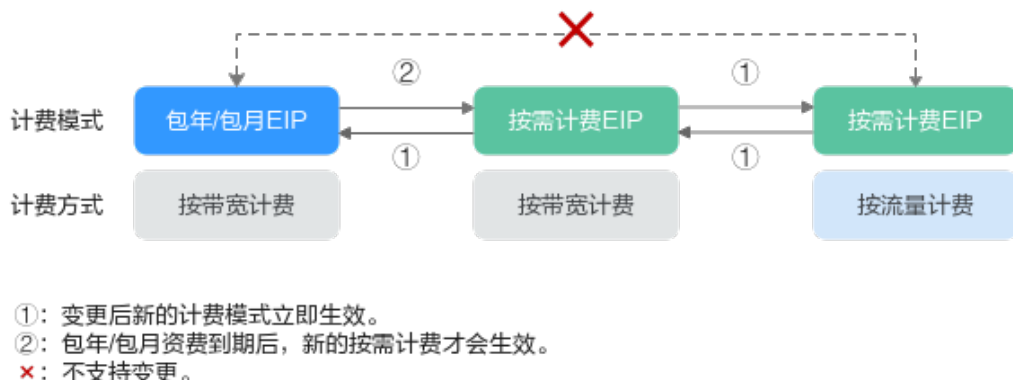 ② ①
计费模式 包年/包月EIP 按需计费EIP 按需计费EIP
① ①
计费方式 按带宽计费 按带宽计费 按流量计费
①：变更后新的计费模式立即生效。
②：包年/包月资费到期后，新的按需计费才会生效。
×：不支持变更。